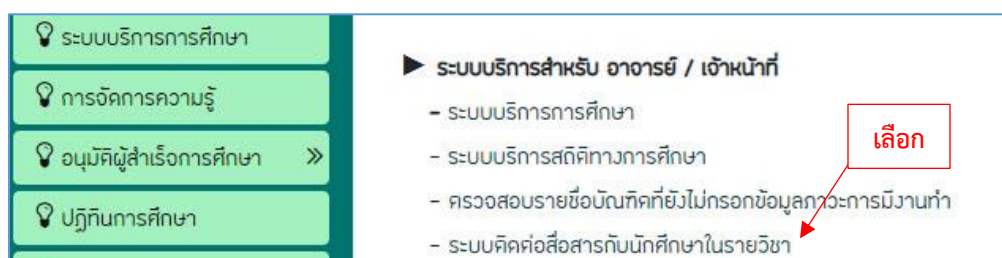 ระบบบริการการศึกษา
การจัดการความรู้
อนุมัติผู้สำเร็จการศึกษา »
ปฏิทินการศึกษา
► ระบบบริการสำหรับ อาจารย์ / เจ้าหน้าที่
- ระบบบริการการศึกษา
- ระบบบริการสถิติทางการศึกษา
- ตรวจสอบรายชื่อบัณฑิตที่ยังไม่กรอกข้อมูลภาวะการมีงานทำ
- ระบบติดต่อสื่อสารกับนักศึกษาในรายวิชา
เลือก